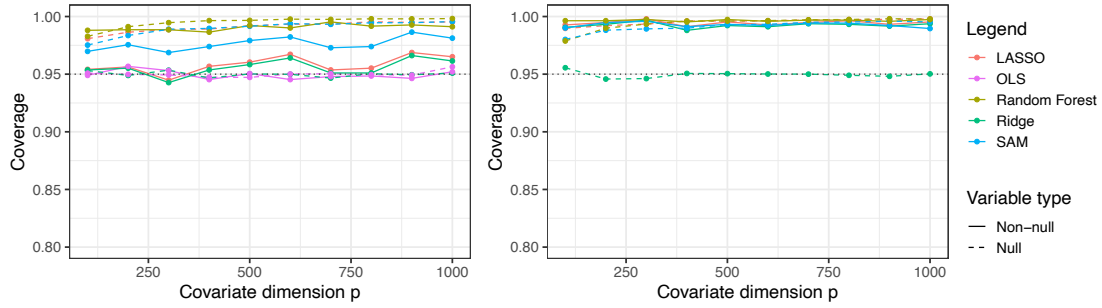 1.00
0.95
0.90
0.85
0.80
Coverage
250
500
750
1000
Covariate dimension p
1.00
0.95
0.90
0.85
0.80
Coverage
250
500
750
1000
Covariate dimension p
Legend
LASSO
OLS
Random Forest
Ridge
SAM
Variable type
Non−null
Null